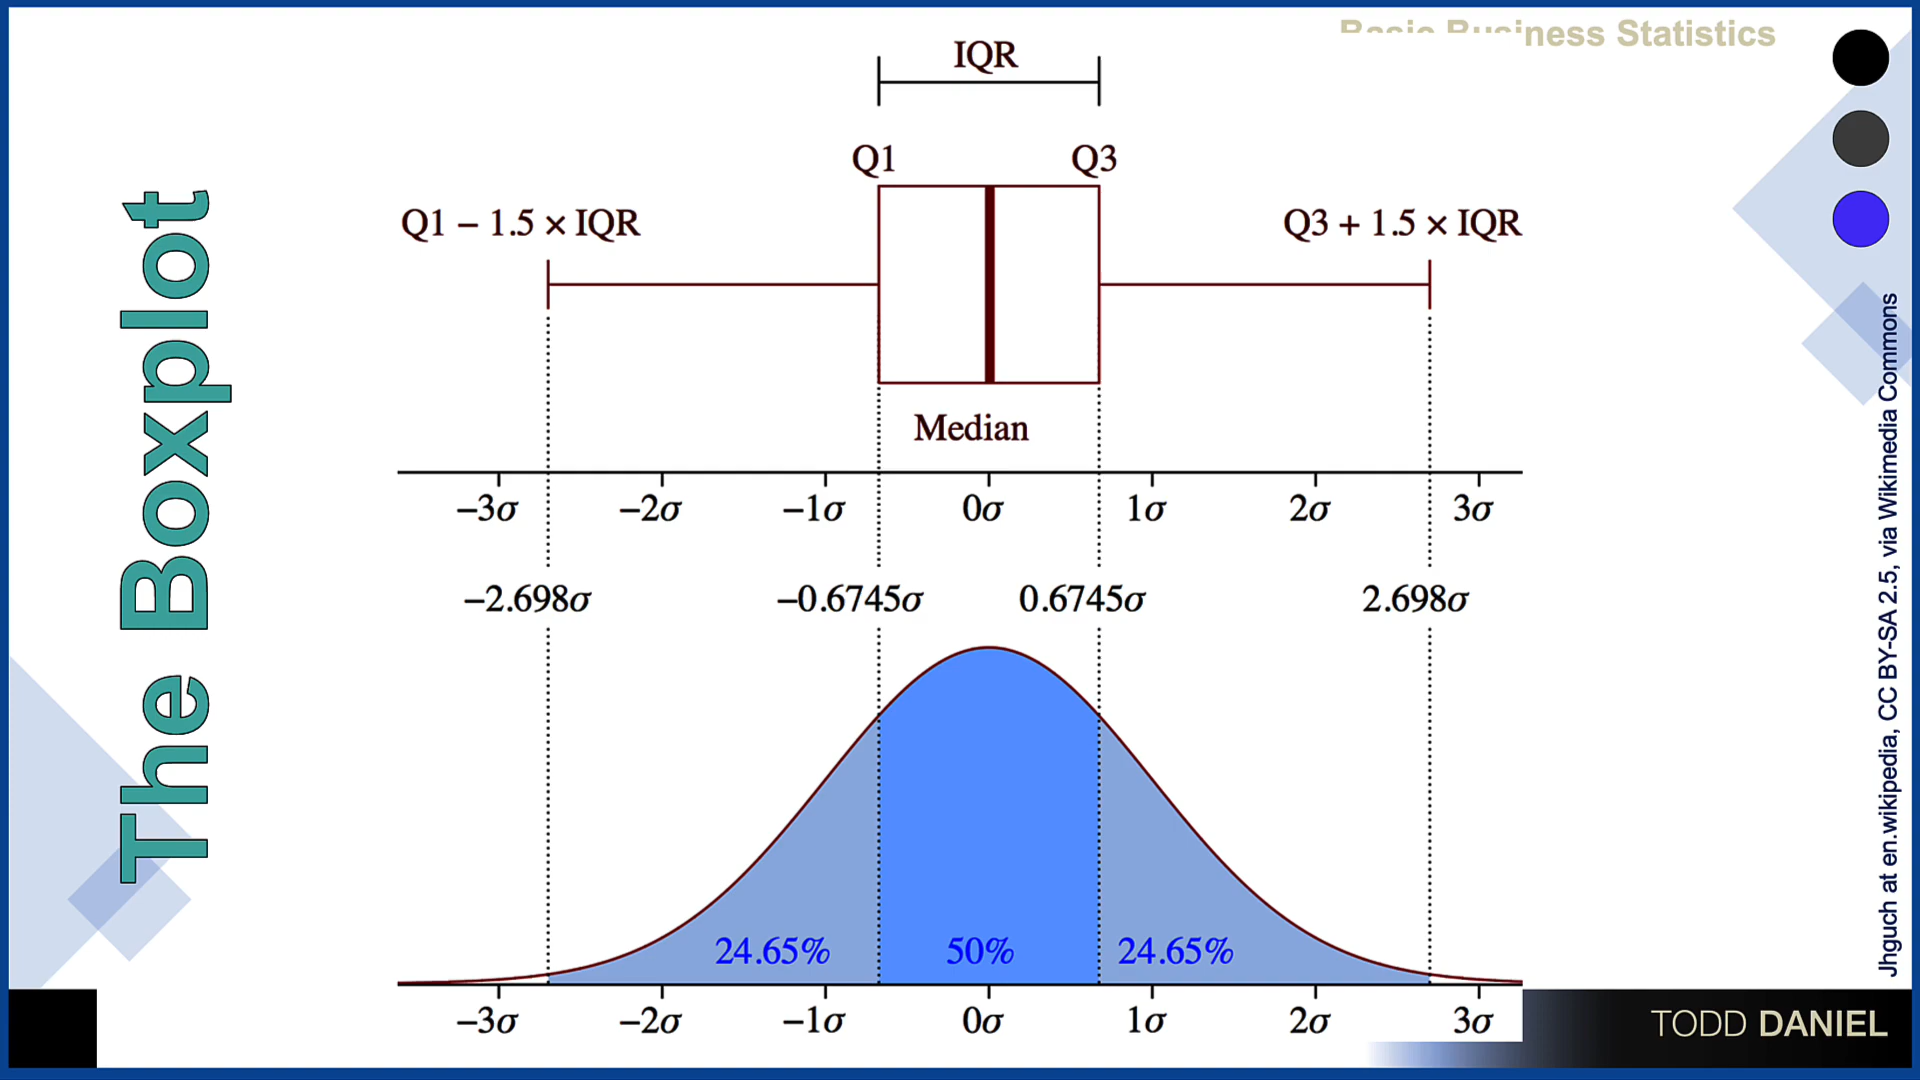 Basic Business Statistics
The Boxplot
IQR
Q1
Q3
Q1 − 1.5 × IQR
Q3 + 1.5 × IQR
Median
−3σ −2σ −1σ 0σ 1σ 2σ 3σ
−2.698σ −0.6745σ 0.6745σ 2.698σ
24.65% 50% 24.65%
−3σ −2σ −1σ 0σ 1σ 2σ 3σ
Jhguch at en.wikipedia, CC BY-SA 2.5, via Wikimedia Commons
TODD DANIEL